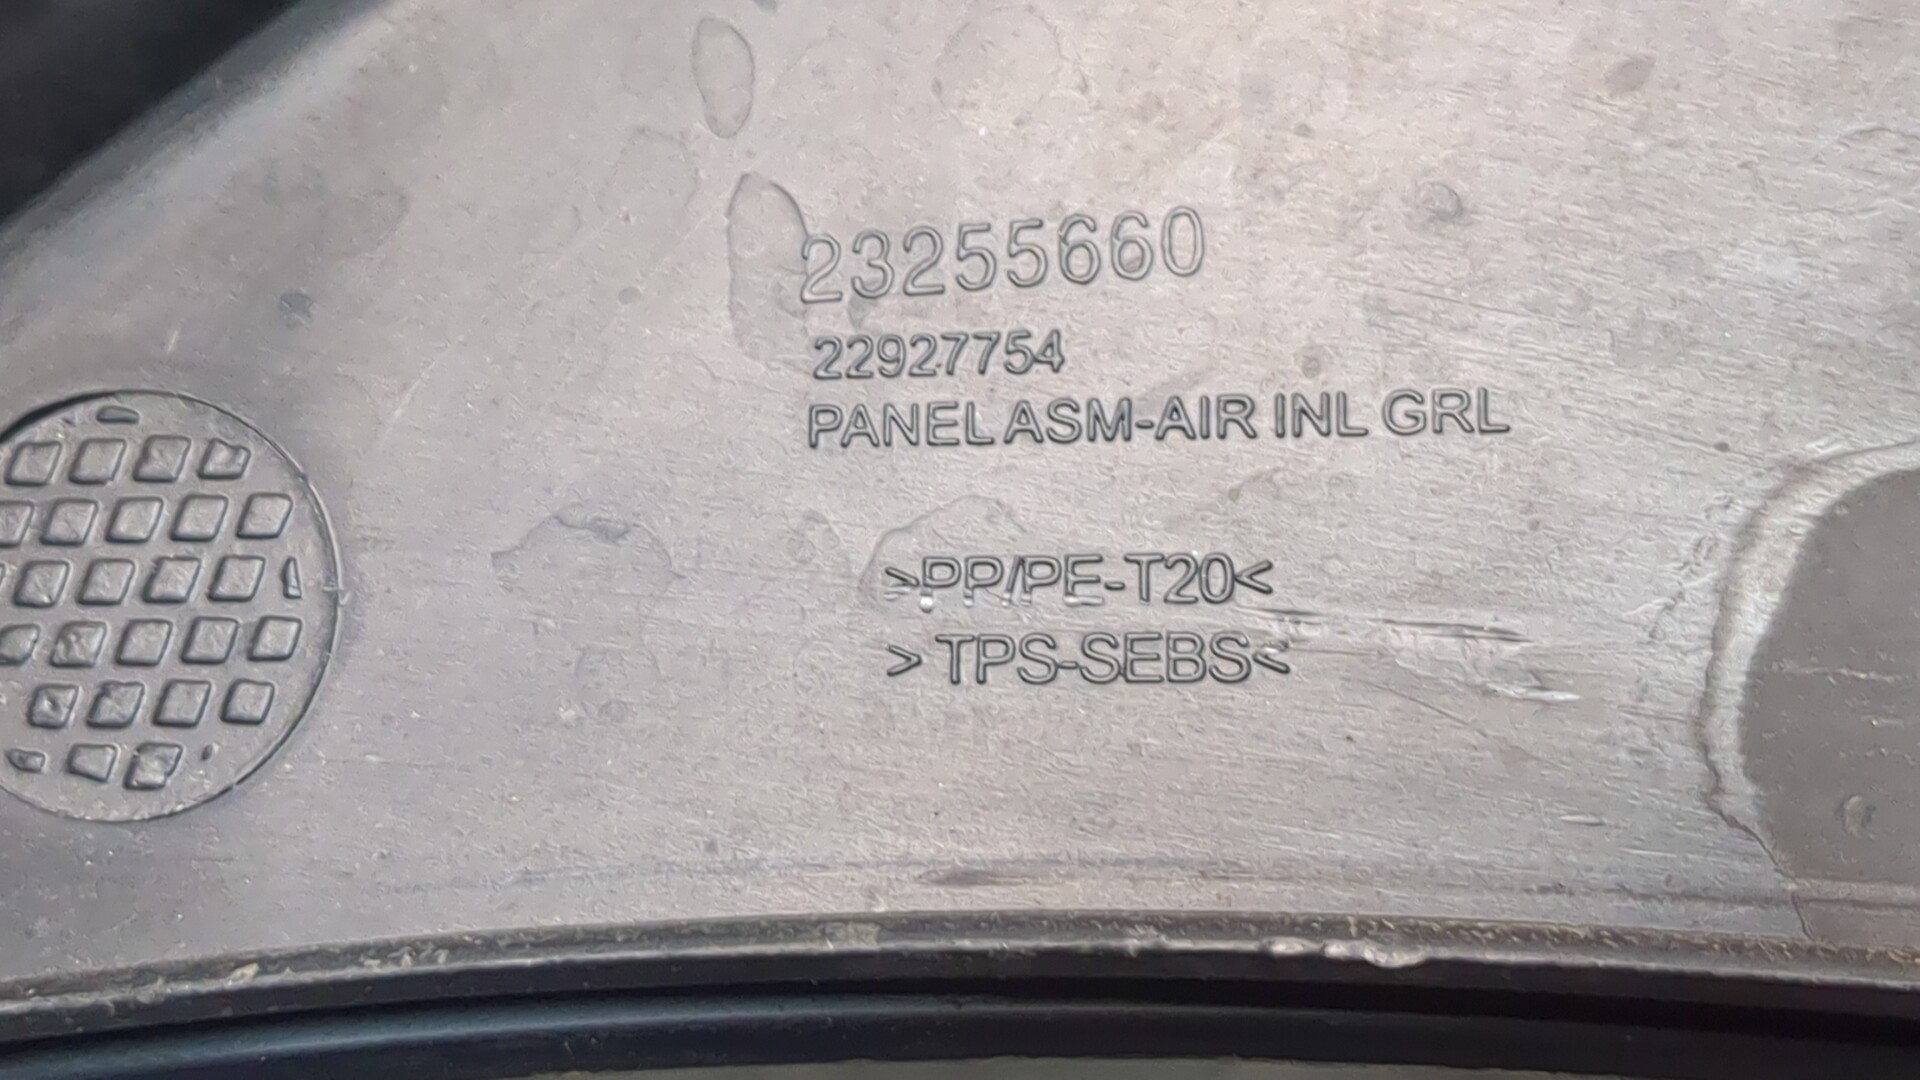 23255660
22927754
PANEL ASM-AIR INL GRL
>PP/PE-T20<
>TPS-SEBS<